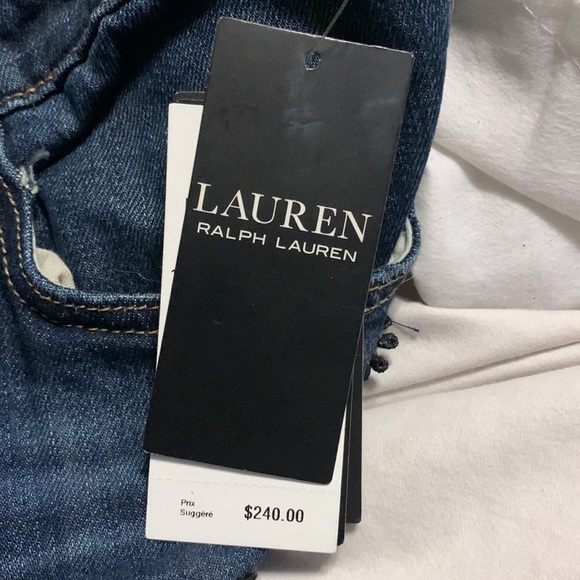 LAUREN
RALPH LAUREN
Prix
Suggéré
$240.00